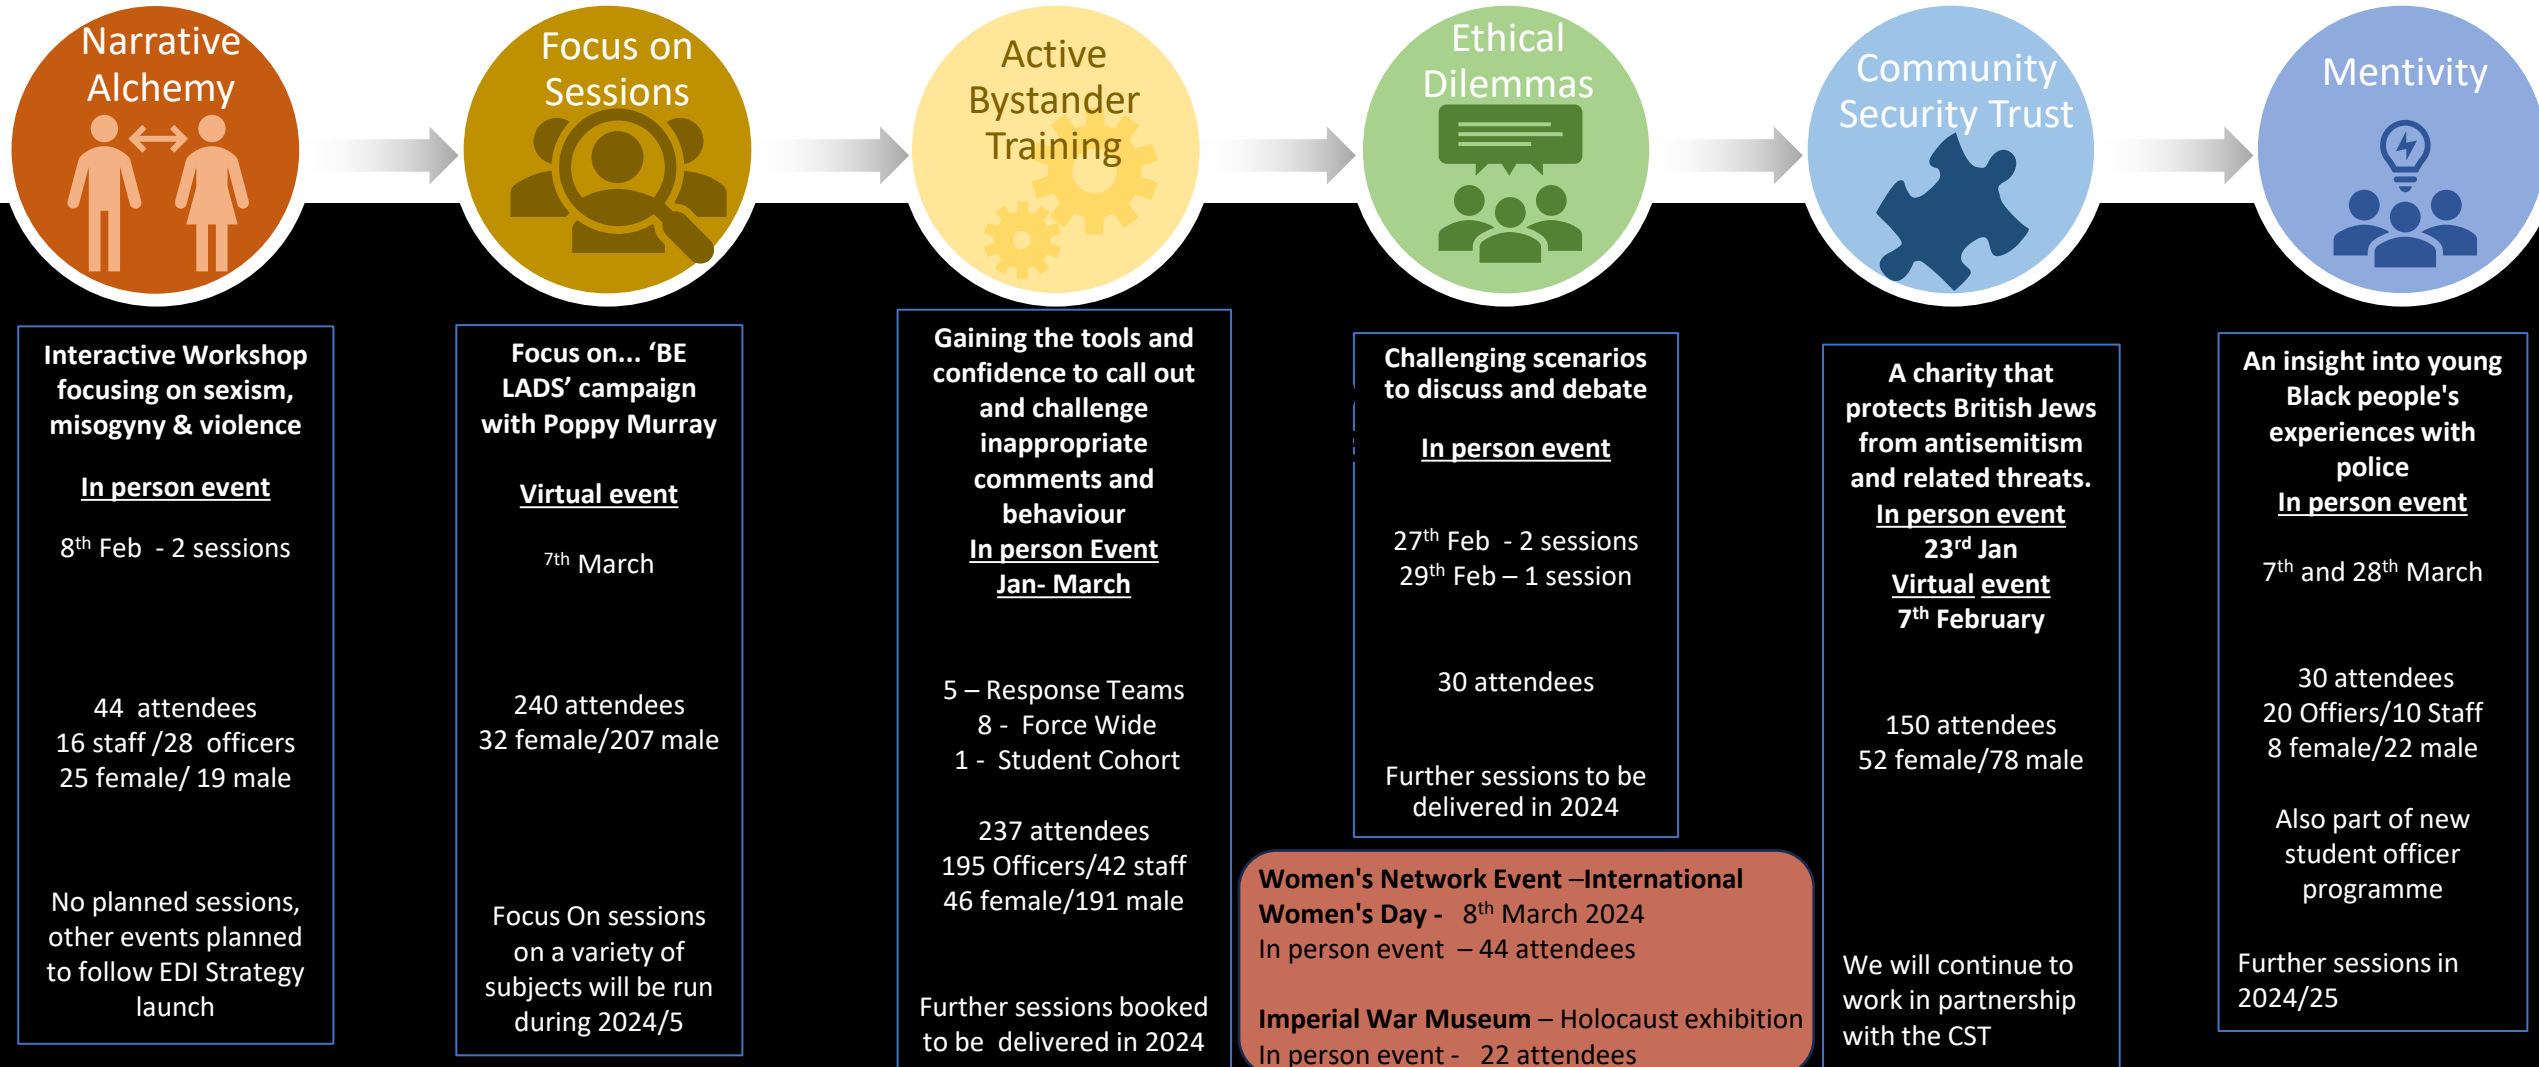 Narrative
Alchemy
Focus on
Sessions
Active
Bystander
Training
Ethical
Dilemmas
Community
Security Trust
Mentivity
Interactive Workshop
focusing on sexism,
misogyny & violence
In person event
8th Feb - 2 sessions
44 attendees
16 staff /28 officers
25 female/ 19 male
No planned sessions,
other events planned
to follow EDI Strategy
launch
Focus on... ‘BE
LADS’ campaign
with Poppy Murray
Virtual event
7th March
240 attendees
32 female/207 male
Focus On sessions
on a variety of
subjects will be run
during 2024/5
Gaining the tools and
confidence to call out
and challenge
inappropriate
comments and
behaviour
In person Event
Jan- March
5 – Response Teams
8 - Force Wide
1 - Student Cohort
237 attendees
195 Officers/42 staff
46 female/191 male
Further sessions booked
to be delivered in 2024
Challenging scenarios
to discuss and debate
In person event
27th Feb - 2 sessions
29th Feb – 1 session
30 attendees
Further sessions to be
delivered in 2024
Women's Network Event –International
Women's Day - 8th March 2024
In person event – 44 attendees
Imperial War Museum – Holocaust exhibition
In person event - 22 attendees
A charity that
protects British Jews
from antisemitism
and related threats.
In person event
23rd Jan
Virtual event
7th February
150 attendees
52 female/78 male
We will continue to
work in partnership
with the CST
An insight into young
Black people's
experiences with
police
In person event
7th and 28th March
30 attendees
20 Offiers/10 Staff
8 female/22 male
Also part of new
student officer
programme
Further sessions in
2024/25